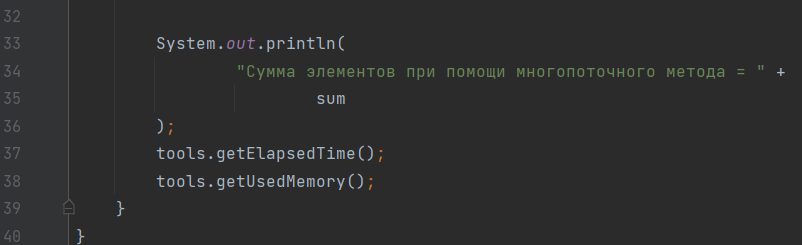 32
33 System.out.println(
34 "Сумма элементов при помощи многопоточного метода = " +
35 sum
36 );
37 tools.getElapsedTime();
38 tools.getUsedMemory();
39 }
40 }